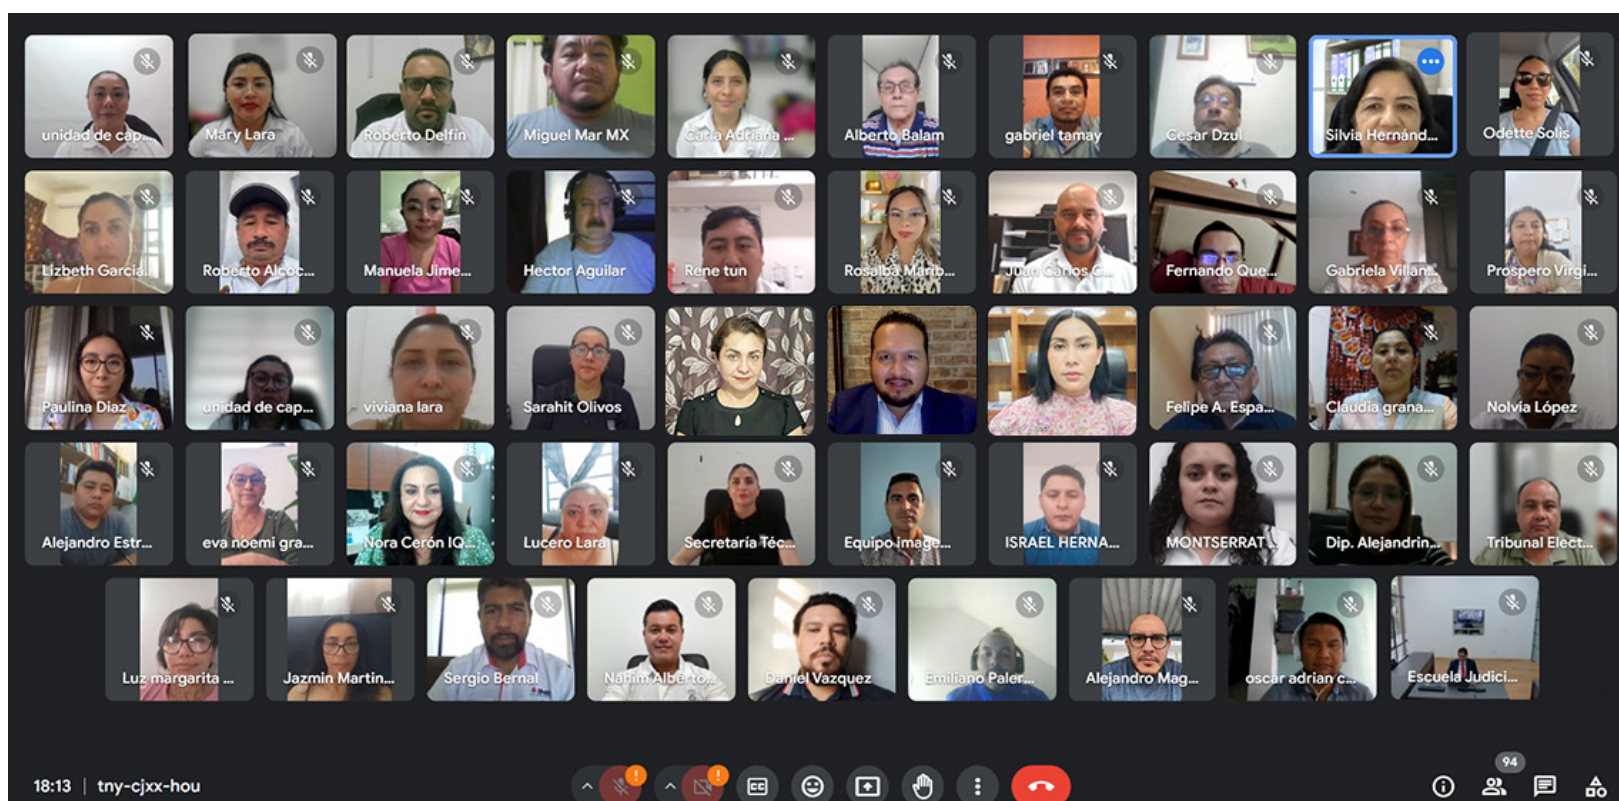 unidad de cap...
Mary Lara
Roberto Delfín
Miguel Mar MX
Carla Adriana ...
Alberto Balam
gabriel tamay
Cesar Dzul
Silvia Hernánd...
Odette Solis
Lizbeth Garcia...
Roberto Alcoc...
Manuela Jime...
Hector Aguilar
Rene tun
Rosalba Marib...
Juan Carlos C...
Fernando Que...
Gabriela Villan...
Prospero Virgi...
Paulina Diaz
unidad de cap...
viviana lara
Sarahit Olivos
Felipe A. Espa...
Claudia grana...
Nolvia López
Alejandro Estr...
eva noemi gra...
Nora Cerón IQ...
Lucero Lara
Secretaría Téc...
Equipo image...
ISRAEL HERNA...
MONTSERRAT ...
Dip. Alejandrin...
Tribunal Elect...
Luz margarita ...
Jazmin Martin...
Sergio Bernal
Nahim Alberto...
Daniel Vazquez
Emiliano Paler...
Alejandro Mag...
oscar adrian c...
Escuela Judici...
18:13 | tny-cjxx-hou
94